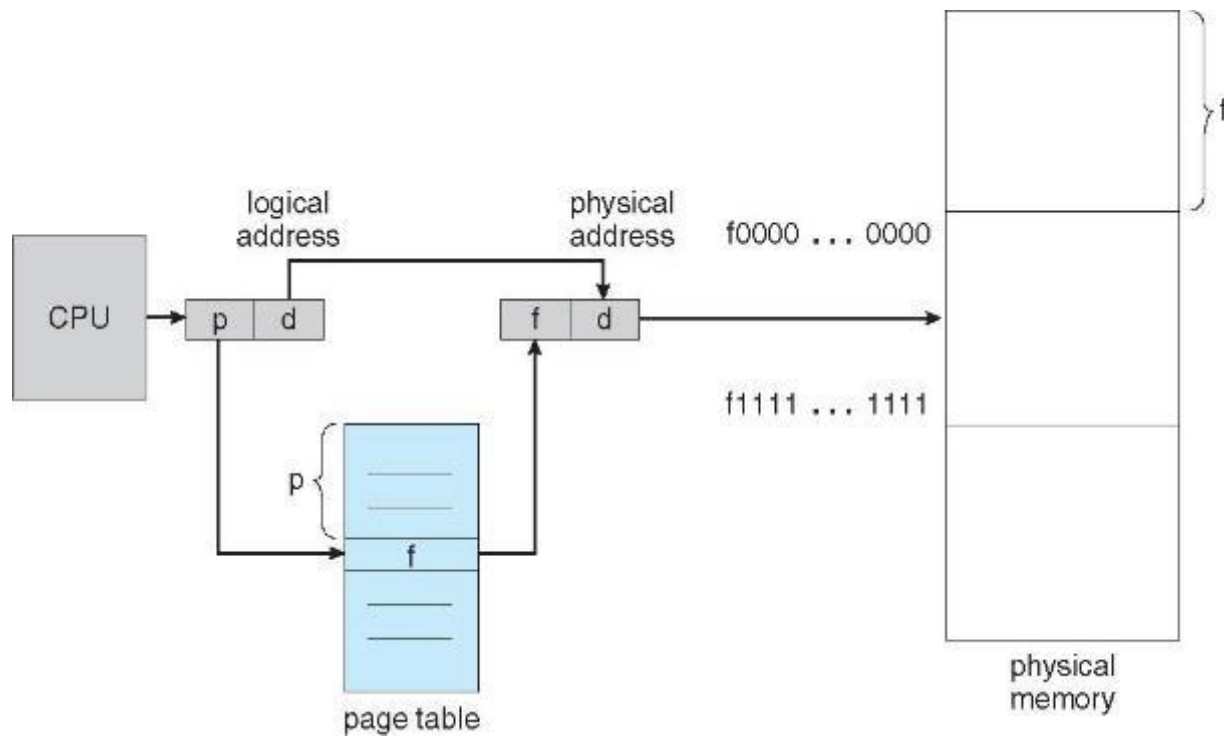 f
logical
address
physical
address
f0000 ... 0000
CPU
p
d
f
d
f1111 ... 1111
p
f
page table
physical
memory